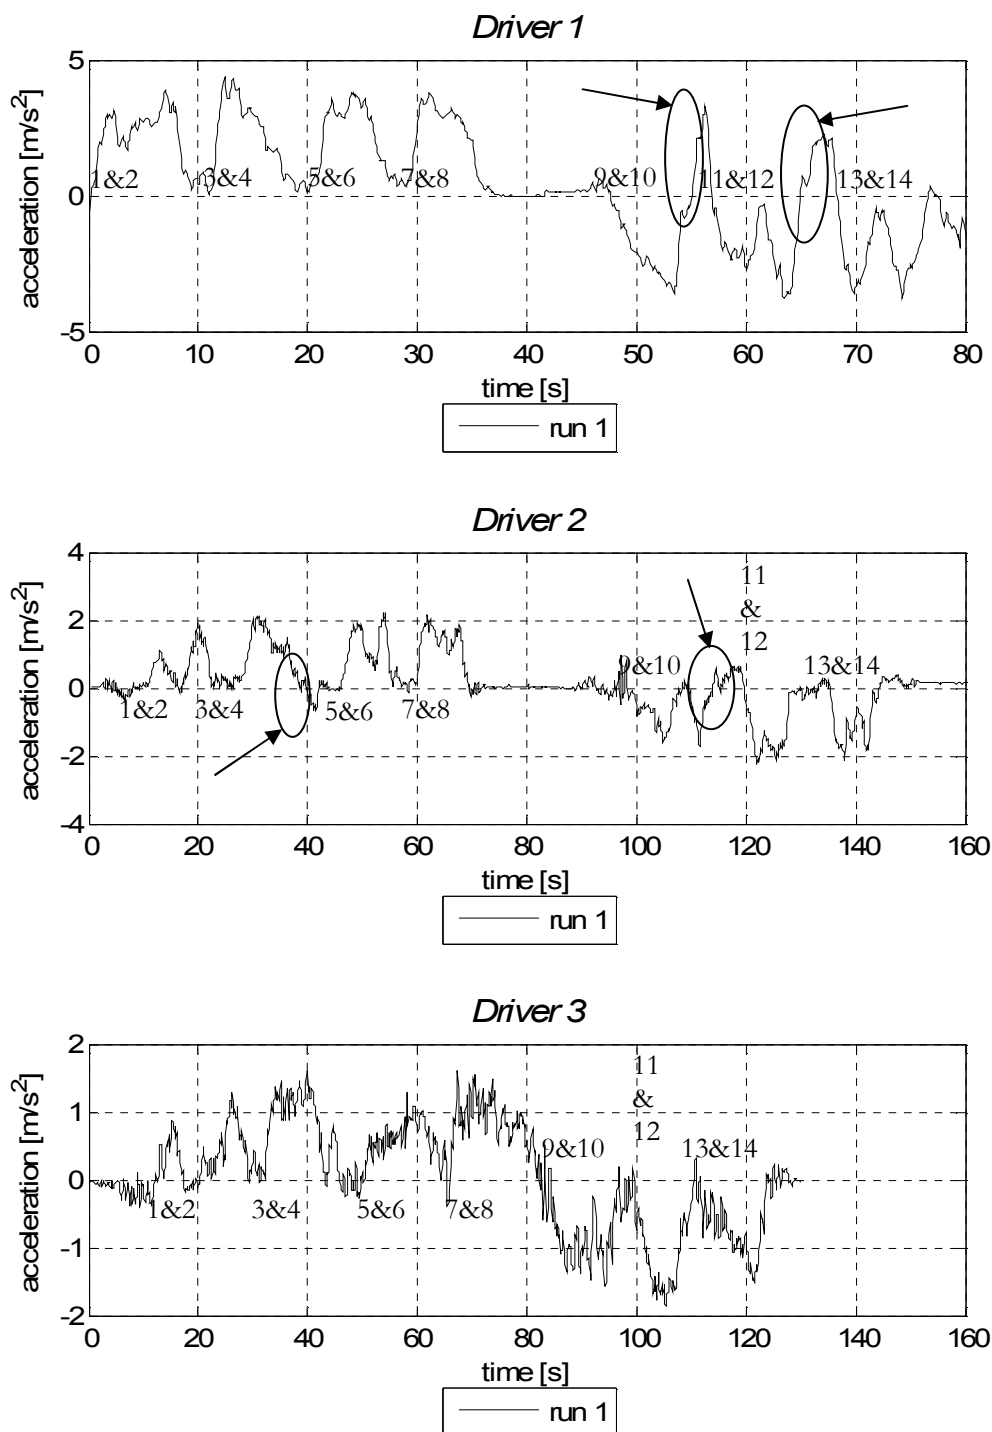 Driver 1
acceleration [m/s²]
5
0
-5
1&2
3&4
5&6
7&8
9&10
11&12
13&14
0 10 20 30 40 50 60 70 80
time [s]
run 1
Driver 2
acceleration [m/s²]
4
2
0
-2
-4
1&2
3&4
5&6
7&8
9&10
11
&
12
13&14
0 20 40 60 80 100 120 140 160
time [s]
run 1
Driver 3
acceleration [m/s²]
2
1
0
-1
-2
1&2
3&4
5&6
7&8
9&10
11
&
12
13&14
0 20 40 60 80 100 120 140 160
time [s]
run 1